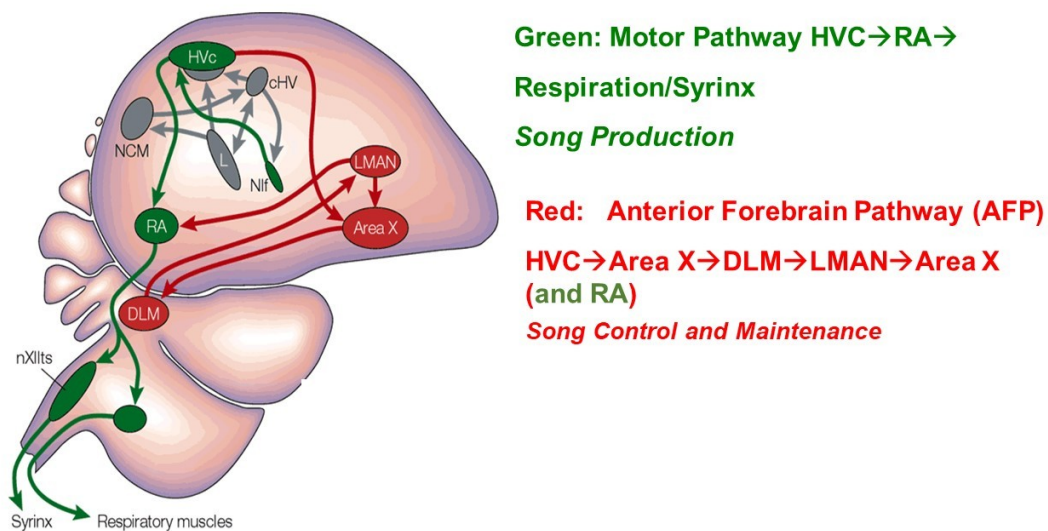 HVc
cHV
NCM
L
NIf
LMAN
RA
Area X
DLM
nXIIts
Syrinx
Respiratory muscles
Green: Motor Pathway HVC→RA→
Respiration/Syrinx
Song Production
Red: Anterior Forebrain Pathway (AFP)
HVC→Area X→DLM→LMAN→Area X
(and RA)
Song Control and Maintenance